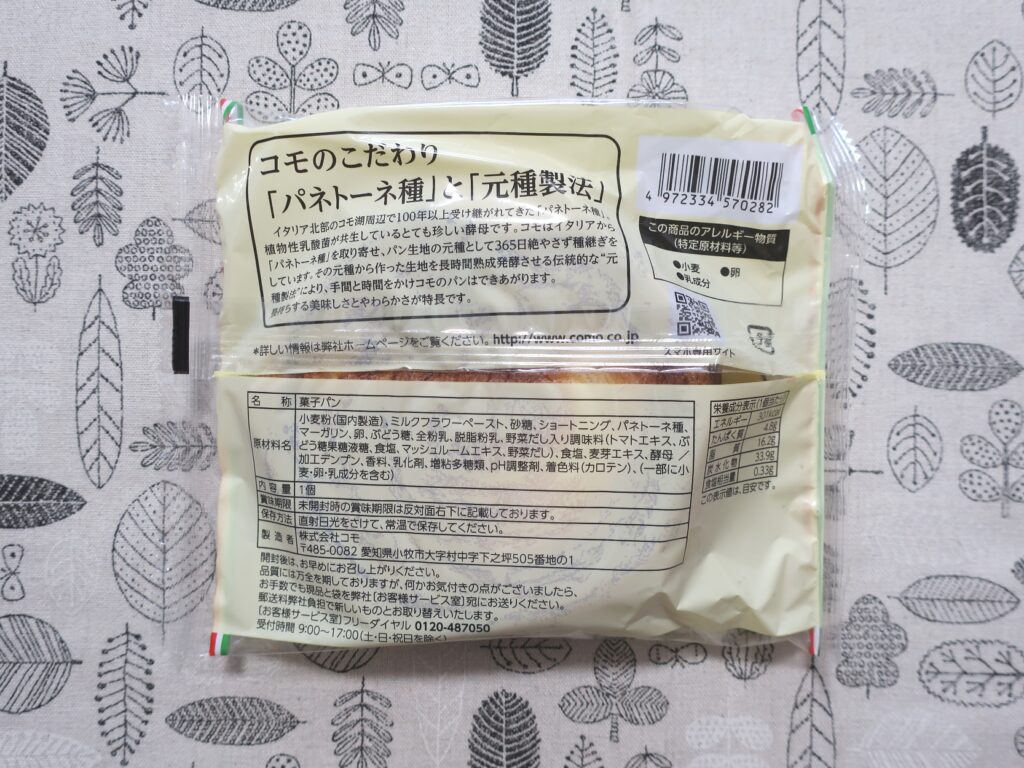 コモのこだわり
「パネトーネ種」と「元種製法」
イタリア北部のコモ湖周辺で100年以上受け継がれてきた「パネトーネ種」、
植物性乳酸菌が共生しているとても珍しい酵母です。コモはイタリアから
「パネトーネ種」を取り寄せ、パン生地の元種として365日絶やさず種継ぎを
しています。その元種から作った生地を長時間熟成発酵させる伝統的な“元
種製法”により、手間と時間をかけコモのパンはできあがります。
長持ちする美味しさとやわらかさが特長です。
*詳しい情報は弊社ホームページをご覧ください。http://www.como.co.jp
4 972334 570282
この商品のアレルギー物質
(特定原材料等)
●小麦 ●卵
●乳成分
スマホ専用サイト
名 称 菓子パン
原材料名 小麦粉(国内製造)、ミルクフラワーペースト、砂糖、ショートニング、パネトーネ種、
マーガリン、卵、ぶどう糖、全粉乳、脱脂粉乳、野菜だし入り調味料(トマトエキス、ぶ
どう糖果糖液糖、食塩、マッシュルームエキス、野菜だし)、食塩、麦芽エキス、酵母 /
加工デンプン、香料、乳化剤、増粘多糖類、pH調整剤、着色料(カロテン)、(一部に小
麦・卵・乳成分を含む)
内 容 量 1個
賞味期限 未開封時の賞味期限は反対面右下に記載しております。
保存方法 直射日光をさけて、常温で保存してください。
製 造 者 株式会社コモ
〒485-0082 愛知県小牧市大字村中字下之坪505番地の1
栄養成分表示(1個当た
エネルギー
たんぱく質 4.8g
脂 質 16.2g
炭水化物 33.9g
食塩相当量 0.33g
この表示値は、目安です。
開封後は、お早めにお召し上がりください。
品質には万全を期しておりますが、何かお気付きの点がございましたら、
お手数でも現品と袋を弊社[お客様サービス室]宛にお送りください。
郵送料弊社負担で新しいものとお取り替えいたします。
[お客様サービス室]フリーダイヤル 0120-487050
受付時間 9:00~17:00(土・日・祝日を除く)